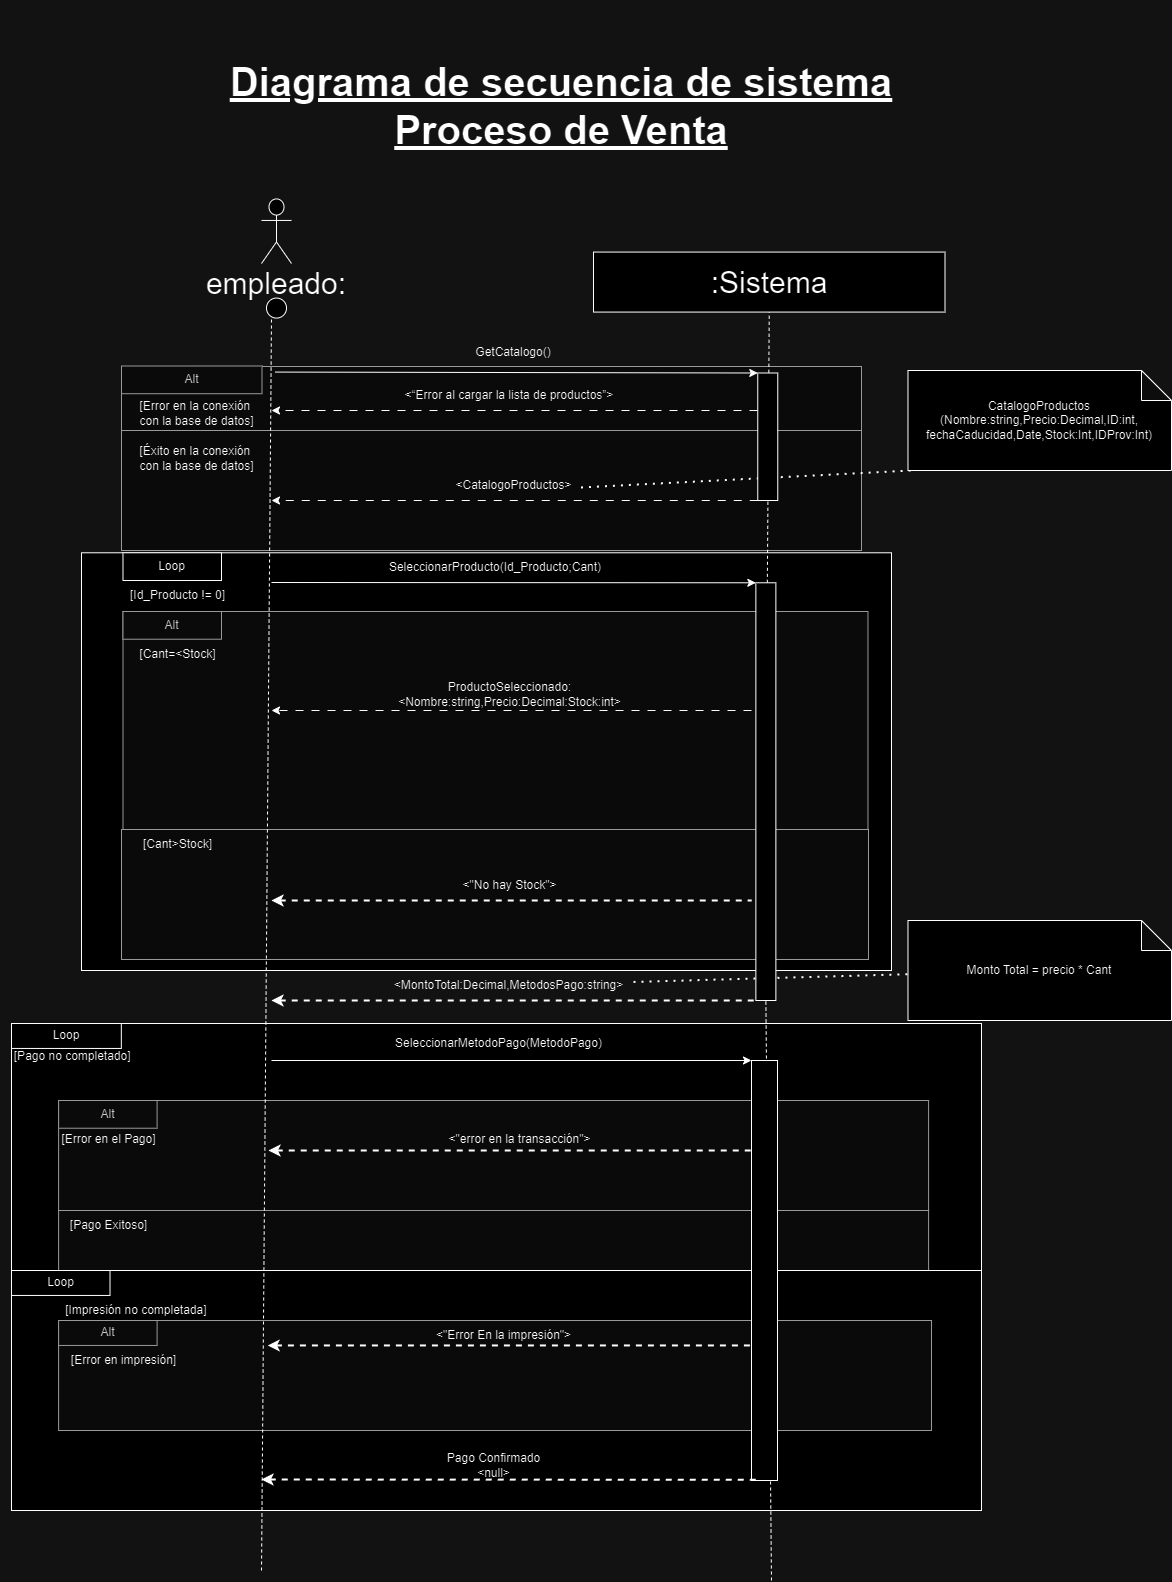 Diagrama de secuencia de sistema
Proceso de Venta
empleado:
:Sistema
GetCatalogo()
Alt
<“Error al cargar la lista de productos”>
[Error en la conexión
con la base de datos]
CatalogoProductos
(Nombre:string,Precio:Decimal,ID:int,
fechaCaducidad,Date,Stock:Int,IDProv:Int)
[Éxito en la conexión
con la base de datos]
<CatalogoProductos>
Loop
SeleccionarProducto(Id_Producto;Cant)
[Id_Producto != 0]
Alt
[Cant=<Stock]
ProductoSeleccionado:
<Nombre:string,Precio:Decimal:Stock:int>
[Cant>Stock]
<"No hay Stock">
Monto Total = precio * Cant
<MontoTotal:Decimal,MetodosPago:string>
Loop
SeleccionarMetodoPago(MetodoPago)
[Pago no completado]
Alt
[Error en el Pago]
<"error en la transacción">
[Pago Exitoso]
Loop
[Impresión no completada]
Alt
<"Error En la impresión">
[Error en impresión]
Pago Confirmado
<null>